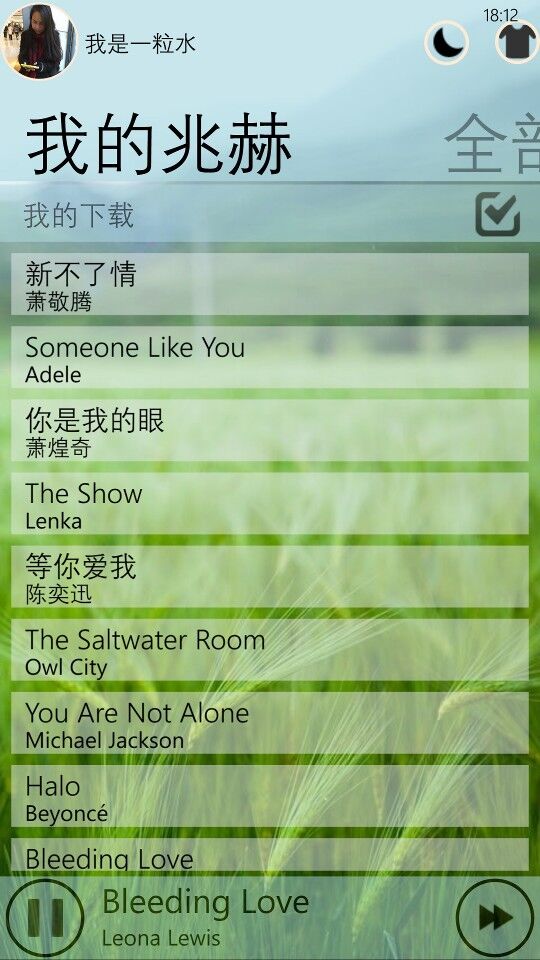 18:12
我是一粒水
我的兆赫
全部
我的下载
新不了情
萧敬腾
Someone Like You
Adele
你是我的眼
萧煌奇
The Show
Lenka
等你爱我
陈奕迅
The Saltwater Room
Owl City
You Are Not Alone
Michael Jackson
Halo
Beyoncé
Bleeding Love
Bleeding Love
Leona Lewis